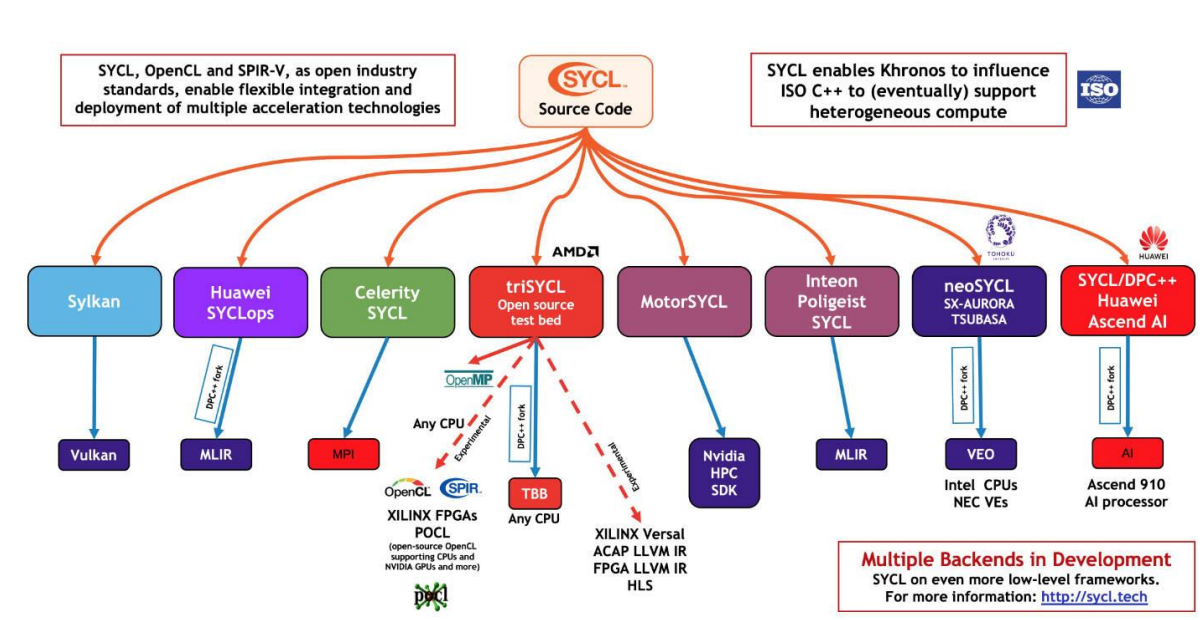 SYCL, OpenCL and SPIR-V, as open industry
standards, enable flexible integration and
deployment of multiple acceleration technologies
SYCL™
Source Code
SYCL enables Khronos to influence
ISO C++ to (eventually) support
heterogeneous compute
ISO
AMD
TOHOKU
HUAWEI
Sylkan
Huawei
SYCLops
Celerity
SYCL
triSYCL
Open source
test bed
MotorSYCL
Inteon
Poligeist
SYCL
neoSYCL
SX-AURORA
TSUBASA
SYCL/DPC++
Huawei
Ascend AI
DPC++ fork
OpenMP
Any CPU
Experimental
DPC++ fork
Experimental
DPC++ fork
DPC++ fork
Vulkan
MLIR
MPI
OpenCL
SPIR
XILINX FPGAs
POCL
(open-source OpenCL
supporting CPUs and
NVIDIA GPUs and more)
pocl
TBB
Any CPU
XILINX Versal
ACAP LLVM IR
FPGA LLVM IR
HLS
Nvidia
HPC
SDK
MLIR
VEO
Intel CPUs
NEC VEs
AI
Ascend 910
AI processor
Multiple Backends in Development
SYCL on even more low-level frameworks.
For more information: http://sycl.tech